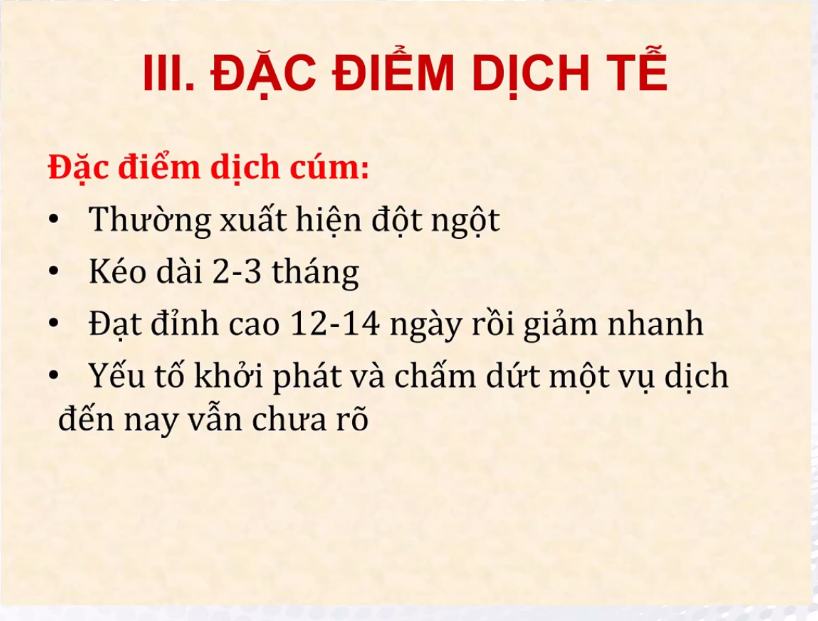 III. ĐẶC ĐIỂM DỊCH TỄ
Đặc điểm dịch cúm:
• Thường xuất hiện đột ngột
• Kéo dài 2-3 tháng
• Đạt đỉnh cao 12-14 ngày rồi giảm nhanh
• Yếu tố khởi phát và chấm dứt một vụ dịch
đến nay vẫn chưa rõ